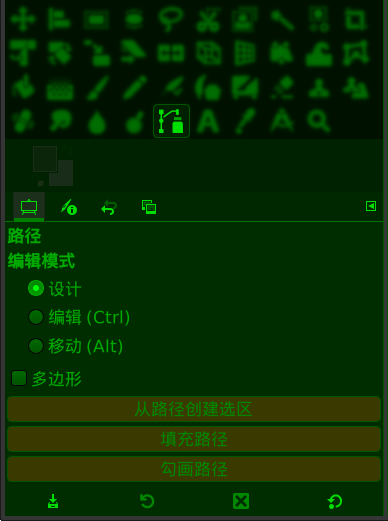 路径
编辑模式
设计
编辑 (Ctrl)
移动 (Alt)
多边形
从路径创建选区
填充路径
勾画路径